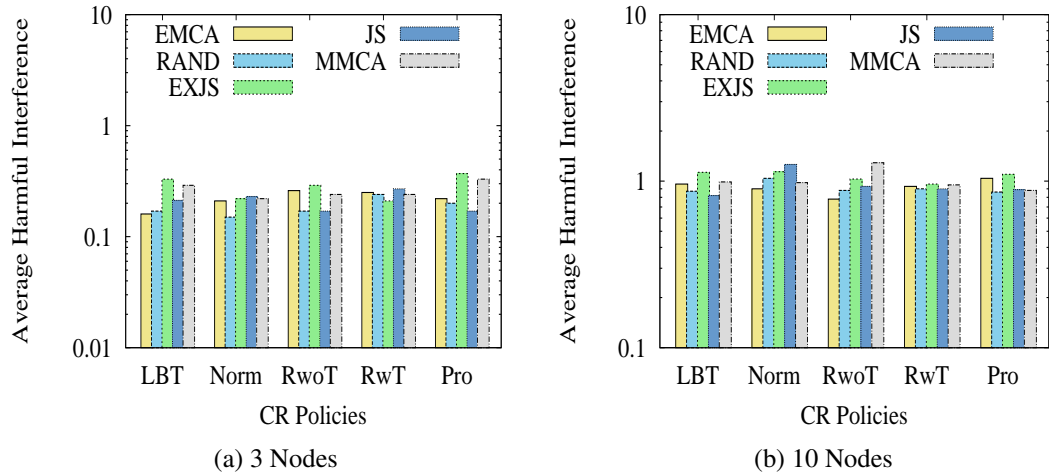 10
1
0.1
0.01
Average Harmful Interference
EMCA
RAND
EXJS
JS
MMCA
LBT Norm RwoT RwT Pro
CR Policies
(a) 3 Nodes
10
1
0.1
Average Harmful Interference
EMCA
RAND
EXJS
JS
MMCA
LBT Norm RwoT RwT Pro
CR Policies
(b) 10 Nodes